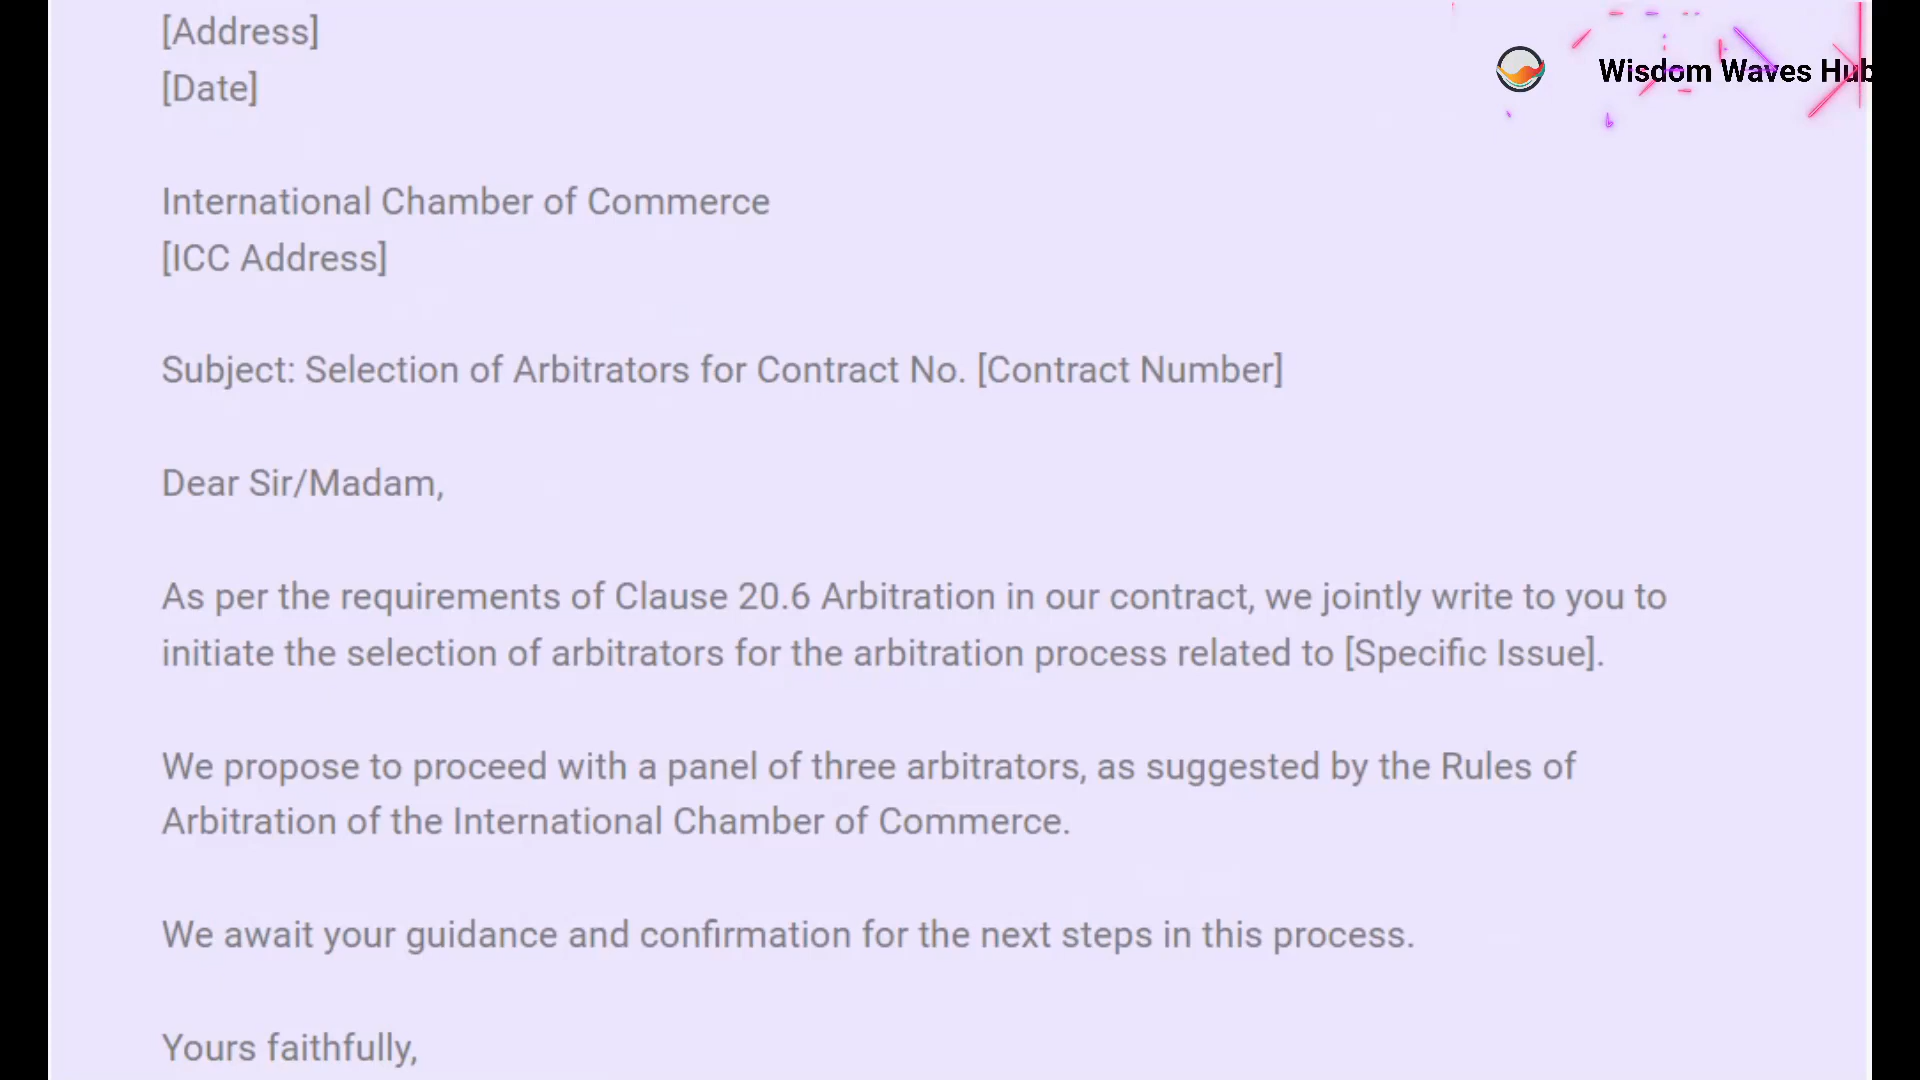 [Address]
[Date]
Wisdom Waves Hub
International Chamber of Commerce
[ICC Address]
Subject: Selection of Arbitrators for Contract No. [Contract Number]
Dear Sir/Madam,
As per the requirements of Clause 20.6 Arbitration in our contract, we jointly write to you to
initiate the selection of arbitrators for the arbitration process related to [Specific Issue].
We propose to proceed with a panel of three arbitrators, as suggested by the Rules of
Arbitration of the International Chamber of Commerce.
We await your guidance and confirmation for the next steps in this process.
Yours faithfully,